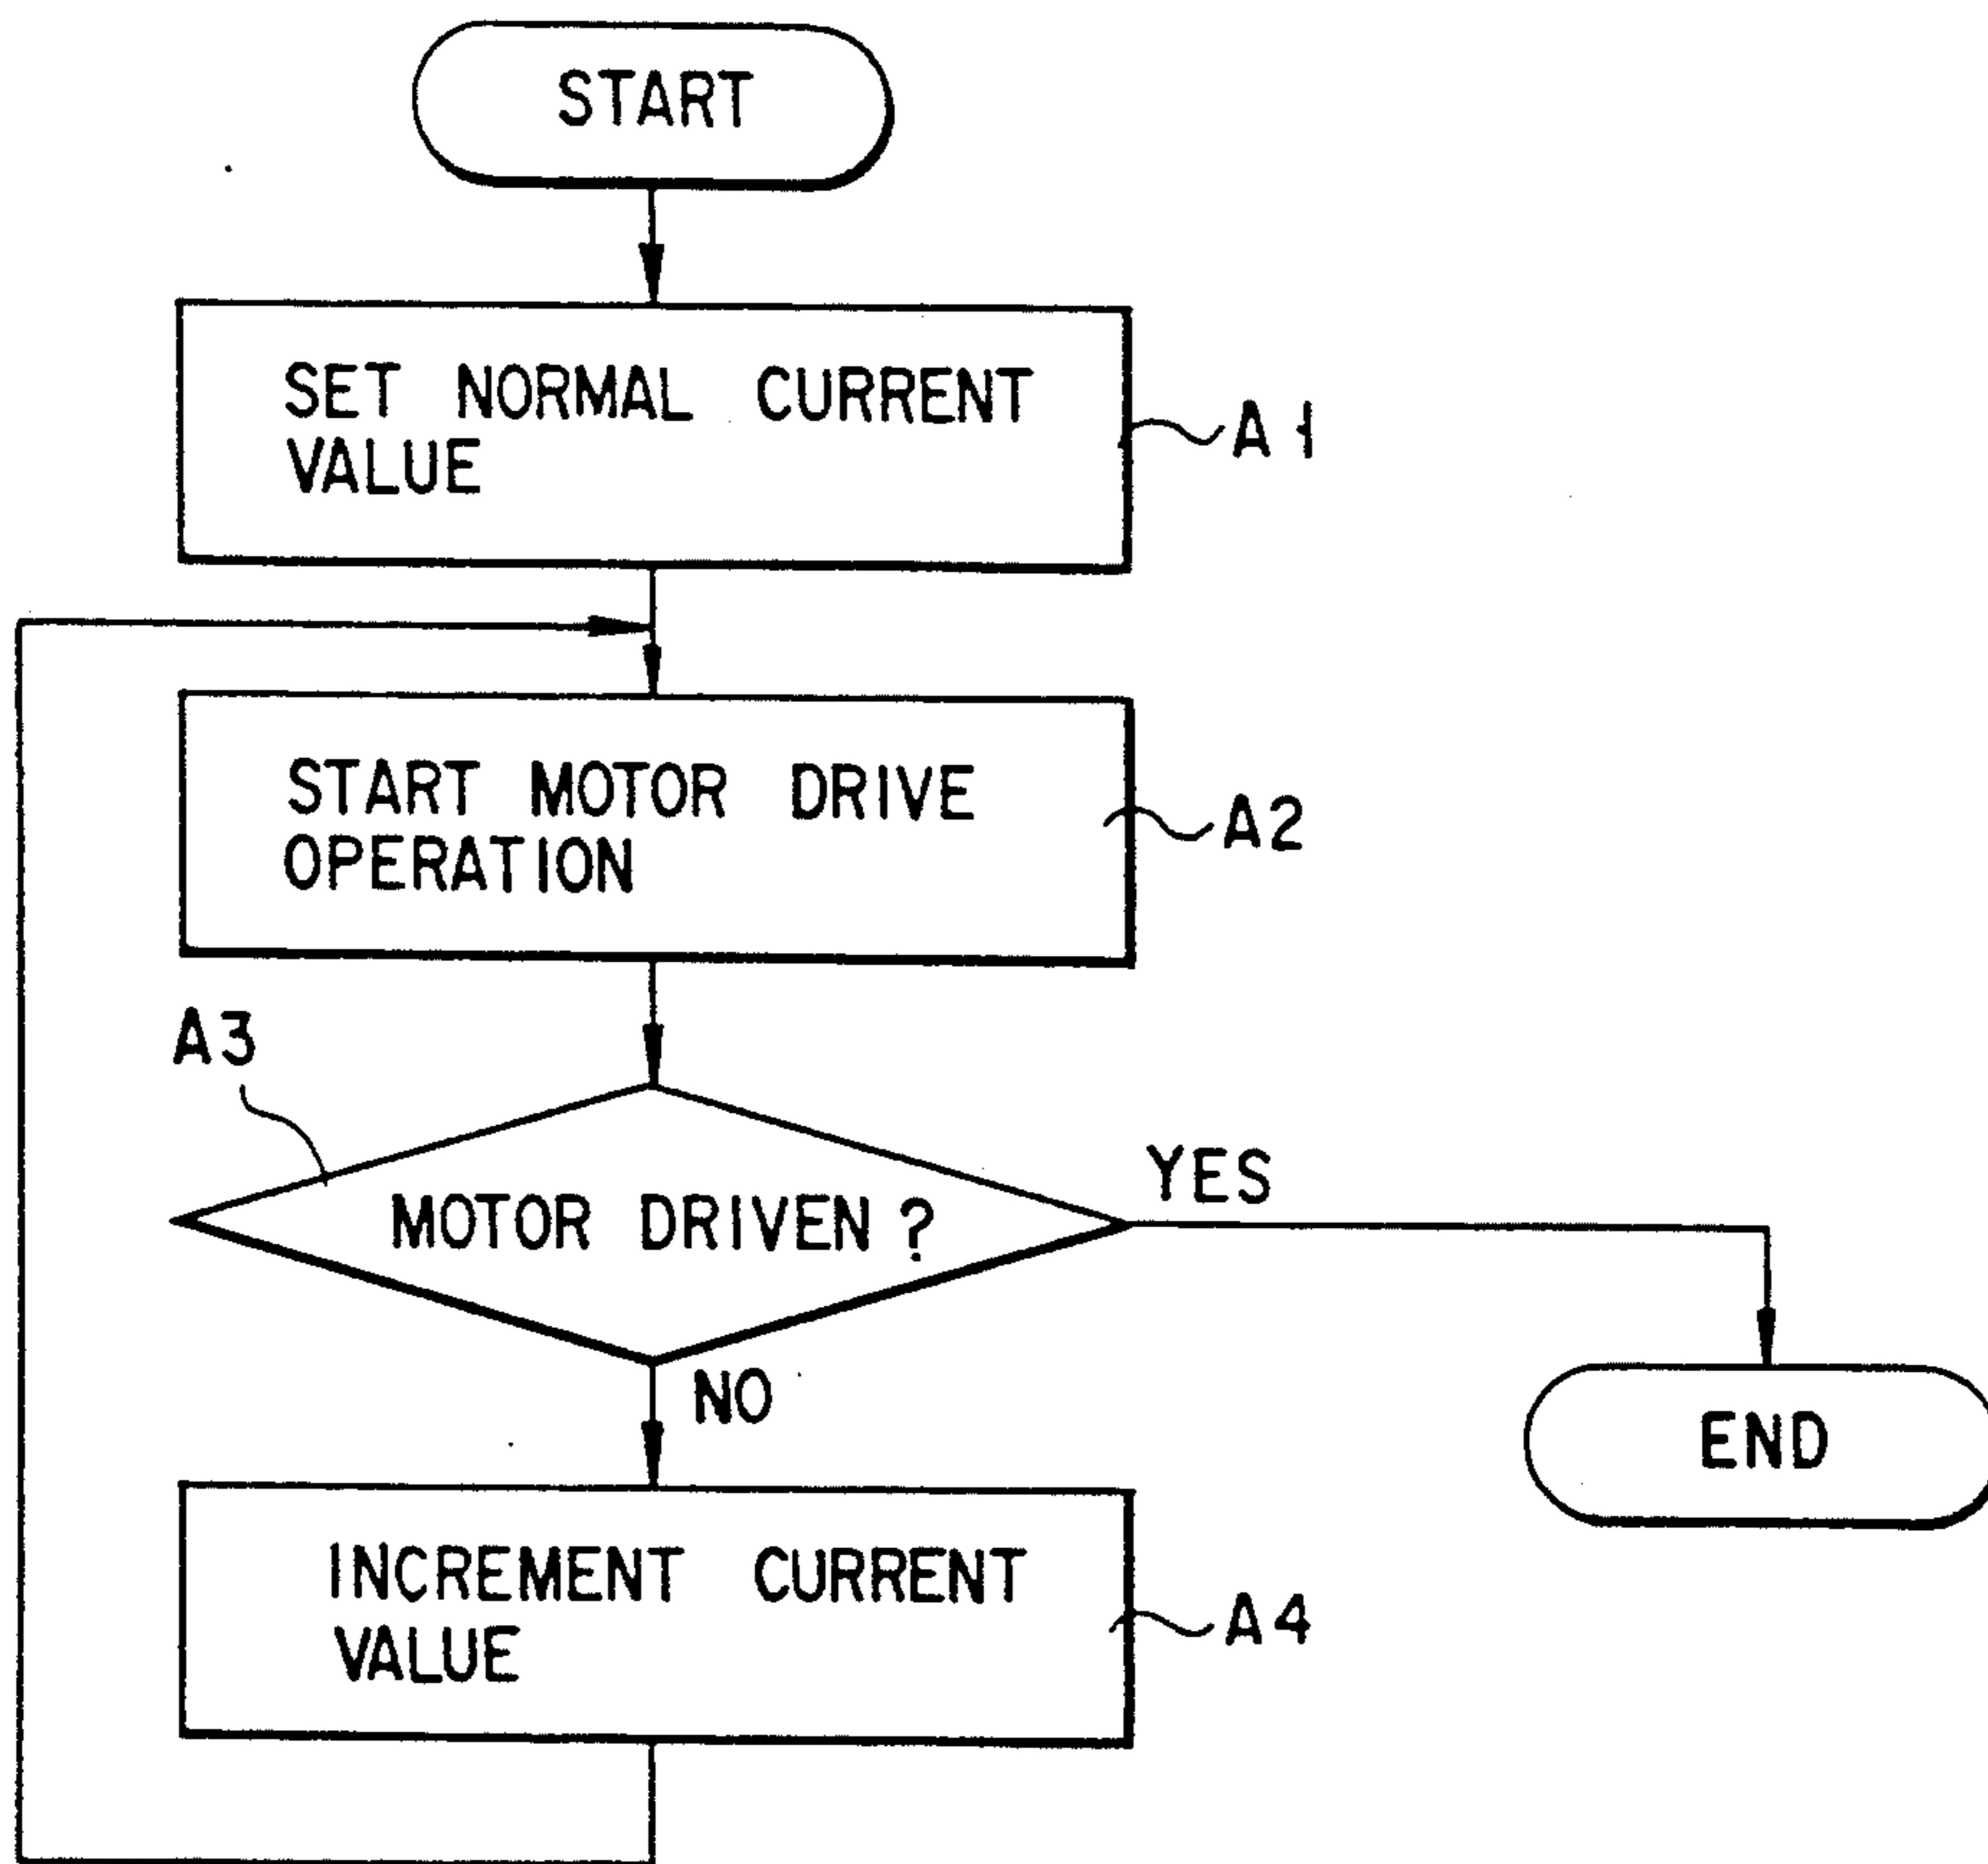 START
SET NORMAL CURRENT
VALUE
A1
START MOTOR DRIVE
OPERATION
A2
A3
MOTOR DRIVEN?
YES
NO
END
INCREMENT CURRENT
VALUE
A4